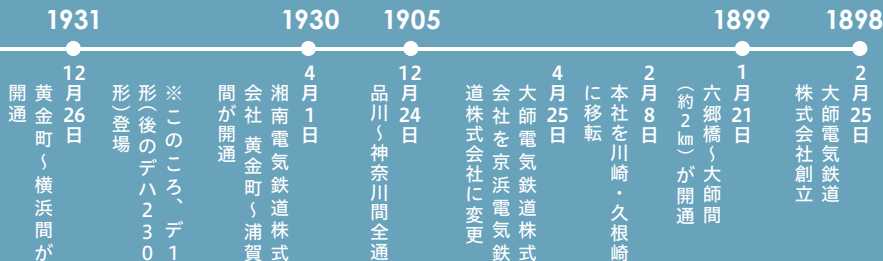 1898
2月25日
大師電気鉄道
株式会社創立
1899
1月21日
六郷橋〜大師間
(約2㎞)が開通
2月8日
本社を川崎・久根崎
に移転
4月25日
大師電気鉄道株式
会社を京浜電気鉄
道株式会社に変更
1905
12月24日
品川〜神奈川間全通
1930
4月1日
湘南電気鉄道株式
会社 黄金町〜浦賀
間が開通
※このころ、デ1
形(後のデハ230
形)登場
1931
12月26日
黄金町〜横浜間が
開通